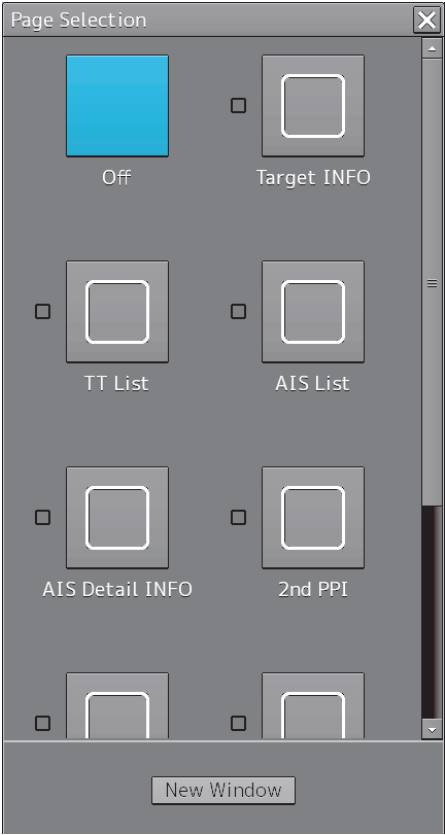 Page Selection
Off
Target INFO
TT List
AIS List
AIS Detail INFO
2nd PPI
New Window